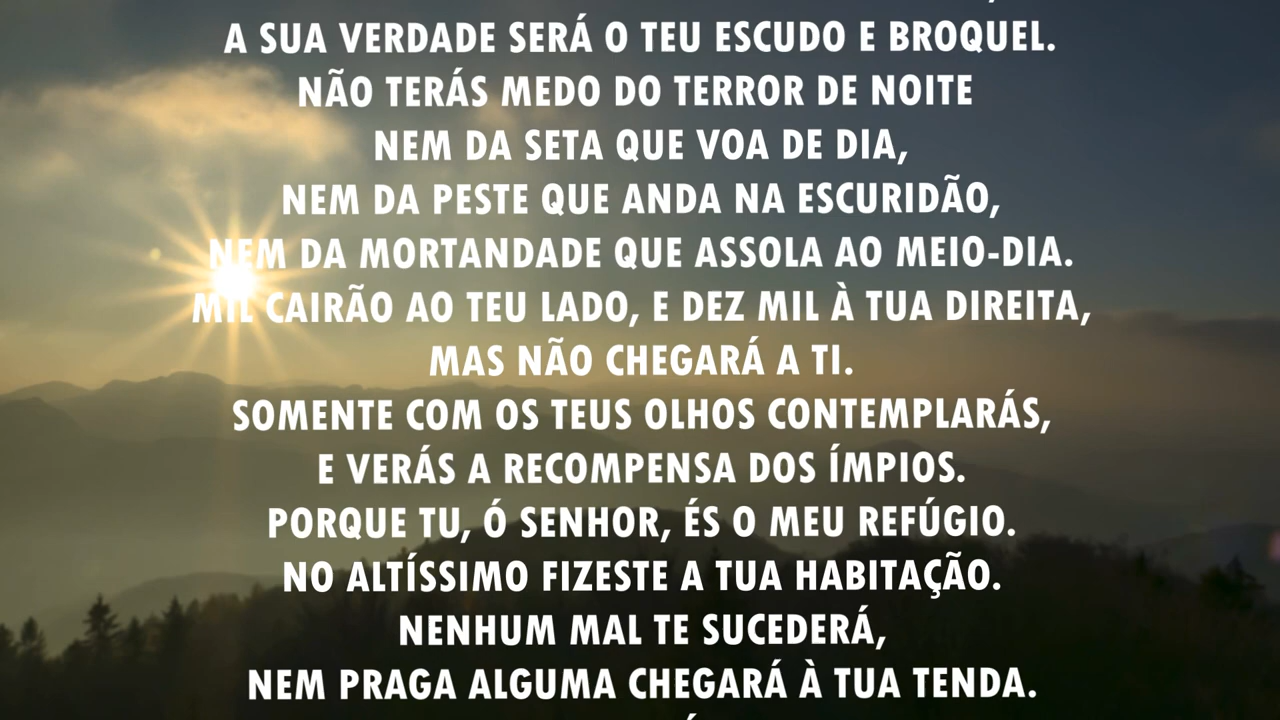 A SUA VERDADE SERÁ O TEU ESCUDO E BROQUEL.
NÃO TERÁS MEDO DO TERROR DE NOITE
NEM DA SETA QUE VOA DE DIA,
NEM DA PESTE QUE ANDA NA ESCURIDÃO,
NEM DA MORTANDADE QUE ASSOLA AO MEIO-DIA.
MIL CAIRÃO AO TEU LADO, E DEZ MIL À TUA DIREITA,
MAS NÃO CHEGARÁ A TI.
SOMENTE COM OS TEUS OLHOS CONTEMPLARÁS,
E VERÁS A RECOMPENSA DOS ÍMPIOS.
PORQUE TU, Ó SENHOR, ÉS O MEU REFÚGIO.
NO ALTÍSSIMO FIZESTE A TUA HABITAÇÃO.
NENHUM MAL TE SUCEDERÁ,
NEM PRAGA ALGUMA CHEGARÁ À TUA TENDA.